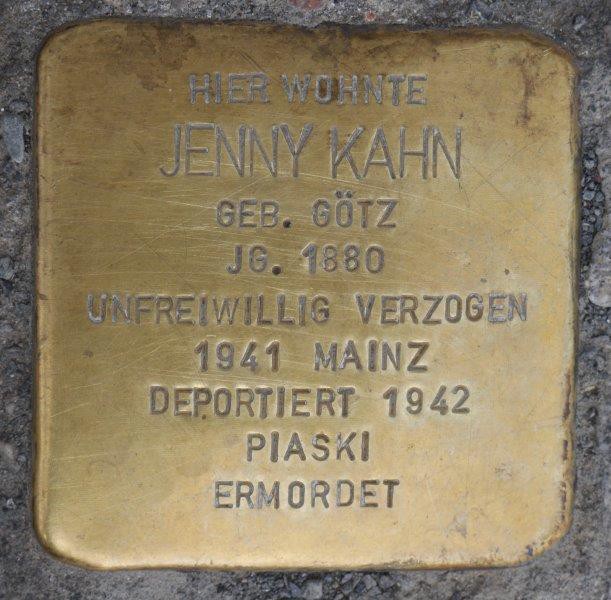 HIER WOHNTE
JENNY KAHN
GEB. GÖTZ
JG. 1880
UNFREIWILLIG VERZOGEN
1941 MAINZ
DEPORTIERT 1942
PIASKI
ERMORDET